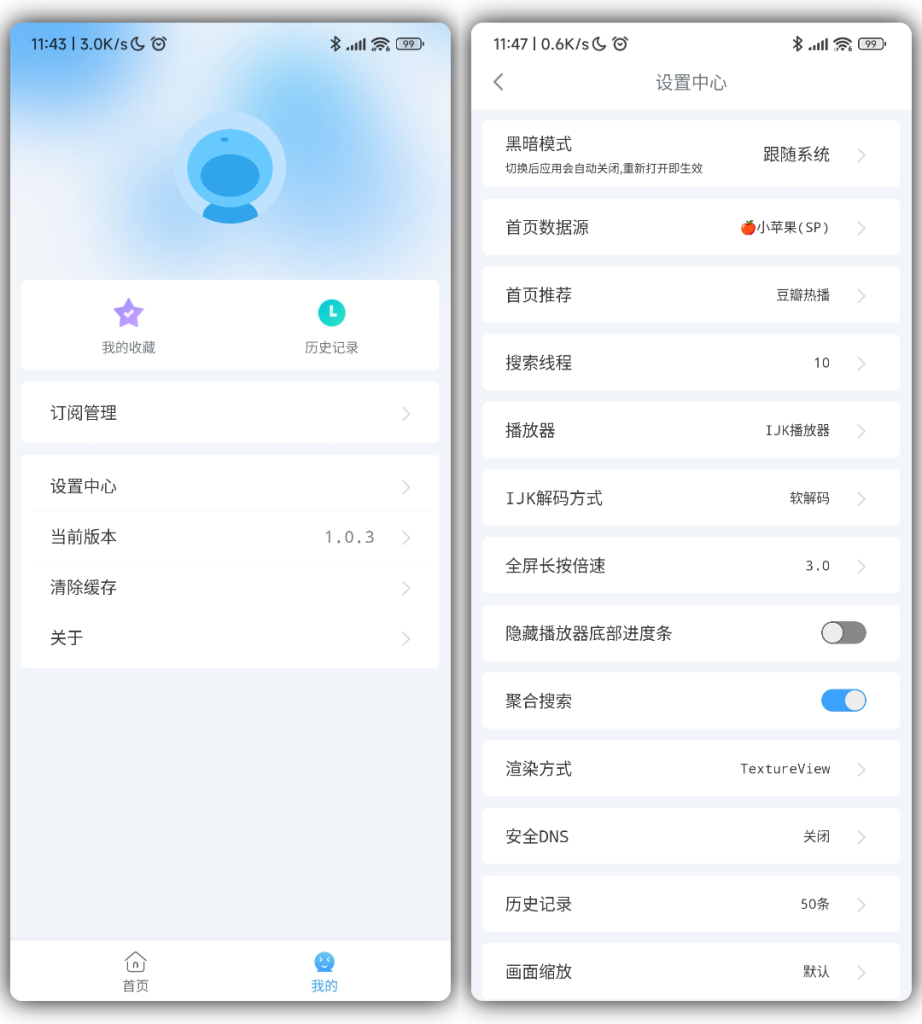 11:43 | 3.0K/s
99
我的收藏
历史记录
订阅管理
设置中心
当前版本 1.0.3
清除缓存
关于
首页
我的
11:47 | 0.6K/s
99
设置中心
黑暗模式
切换后应用会自动关闭,重新打开即生效
跟随系统
首页数据源 🍎小苹果(SP)
首页推荐 豆瓣热播
搜索线程 10
播放器 IJK播放器
IJK解码方式 软解码
全屏长按倍速 3.0
隐藏播放器底部进度条
聚合搜索
渲染方式 TextureView
安全DNS 关闭
历史记录 50条
画面缩放 默认